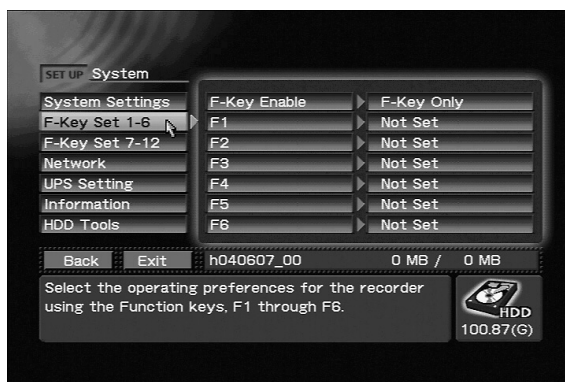 SET UP System
System Settings
F-Key Set 1-6
F-Key Set 7-12
Network
UPS Setting
Information
HDD Tools
F-Key Enable F-Key Only
F1 Not Set
F2 Not Set
F3 Not Set
F4 Not Set
F5 Not Set
F6 Not Set
Back Exit h040607_00 0 MB / 0 MB
Select the operating preferences for the recorder
using the Function keys, F1 through F6.
HDD
100.87(G)